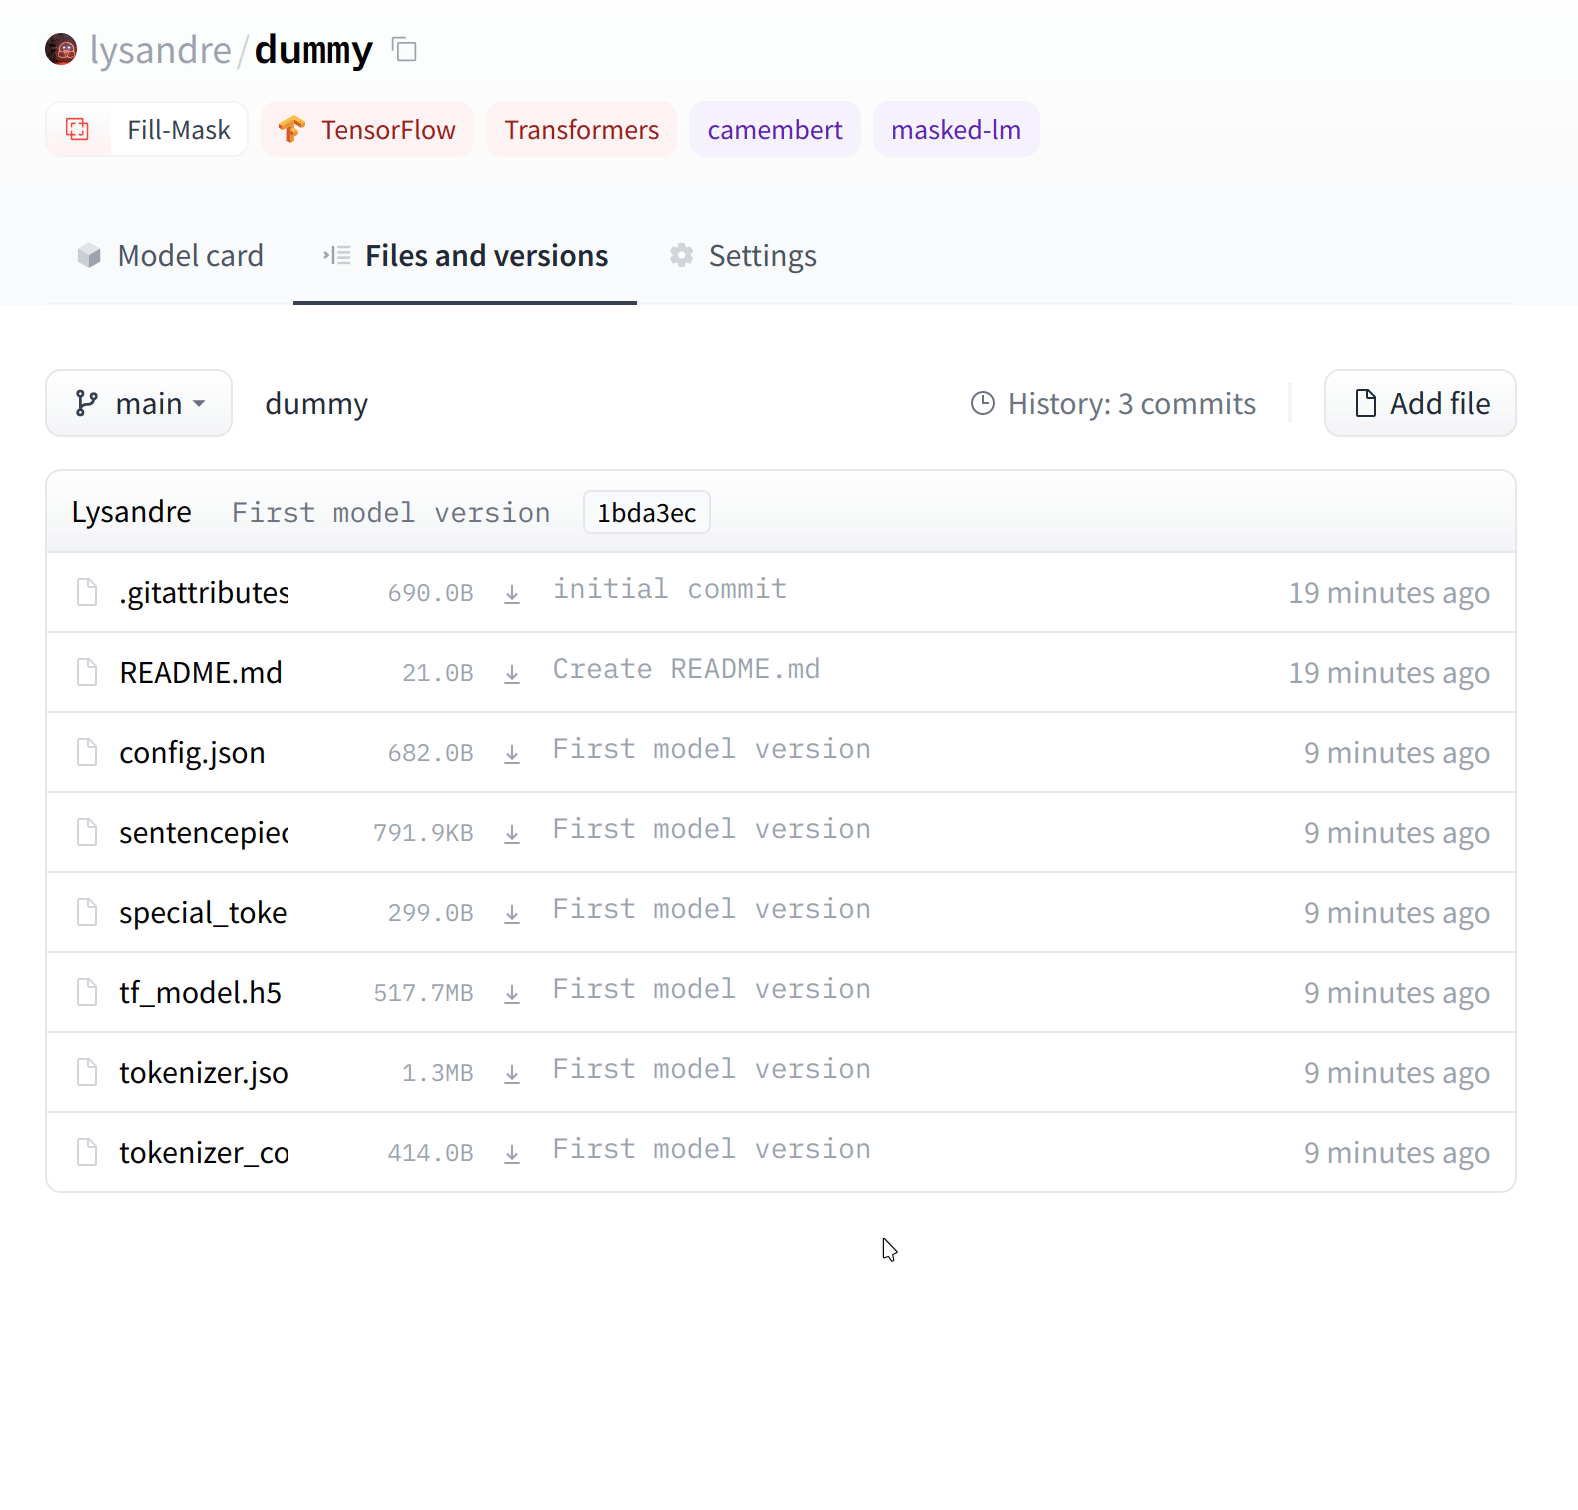 lysandre/dummy
Fill-Mask TensorFlow Transformers camembert masked-lm
Model card Files and versions Settings
main dummy History: 3 commits Add file
Lysandre First model version 1bda3ec
.gitattributes 690.0B initial commit 19 minutes ago
README.md 21.0B Create README.md 19 minutes ago
config.json 682.0B First model version 9 minutes ago
sentencepiec 791.9KB First model version 9 minutes ago
special_toke 299.0B First model version 9 minutes ago
tf_model.h5 517.7MB First model version 9 minutes ago
tokenizer.jso 1.3MB First model version 9 minutes ago
tokenizer_co 414.0B First model version 9 minutes ago